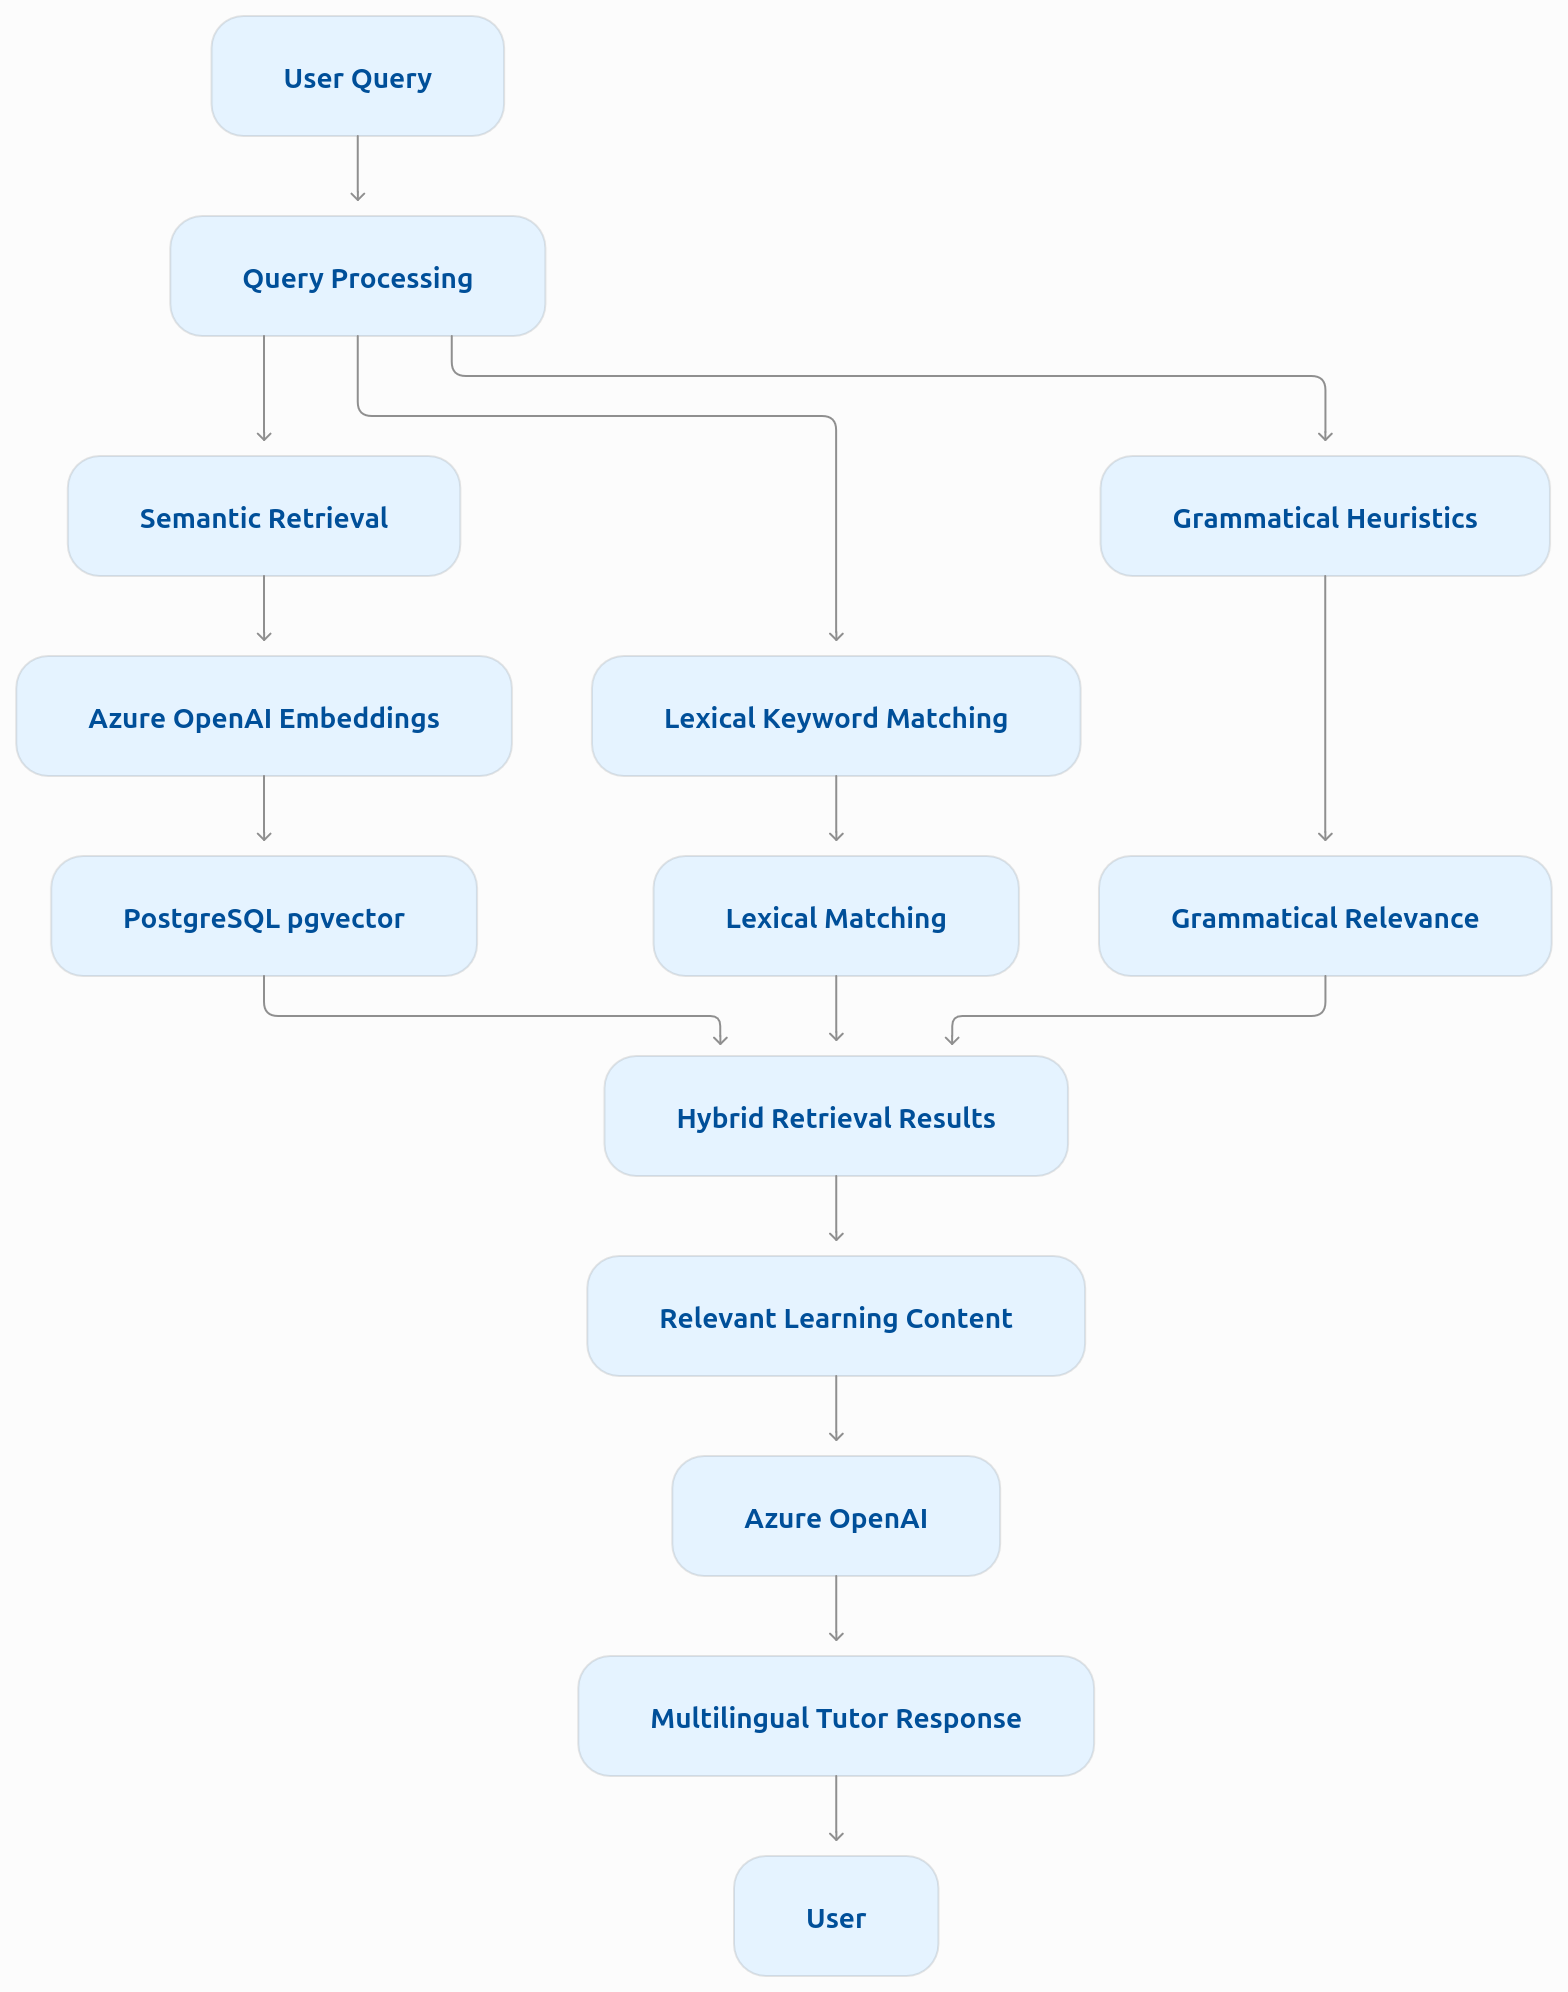 User Query
Query Processing
Semantic Retrieval
Grammatical Heuristics
Azure OpenAI Embeddings
Lexical Keyword Matching
PostgreSQL pgvector
Lexical Matching
Grammatical Relevance
Hybrid Retrieval Results
Relevant Learning Content
Azure OpenAI
Multilingual Tutor Response
User